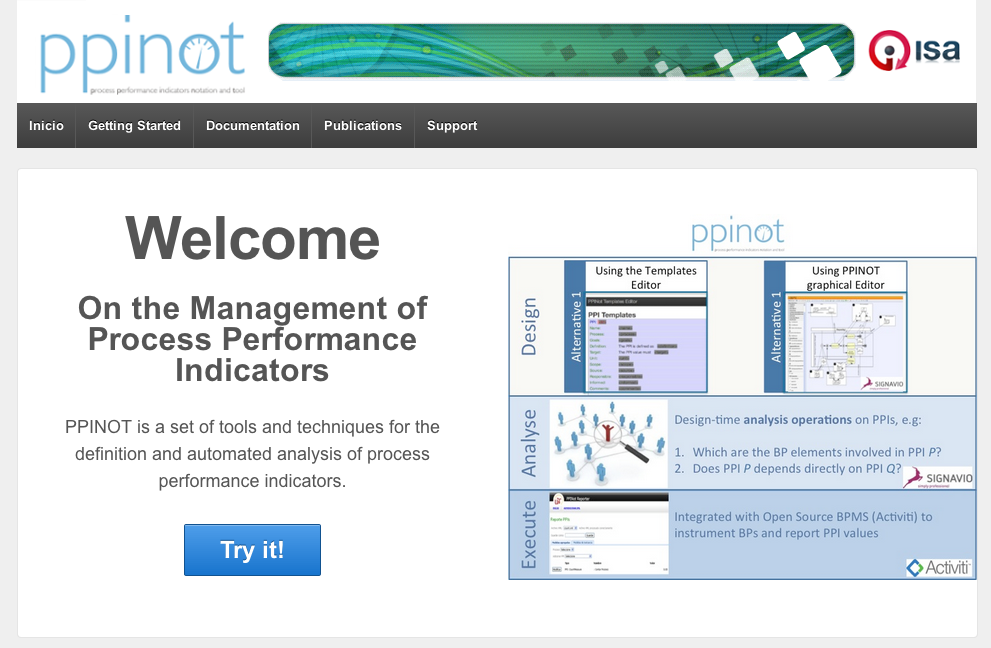 ppinot
process performance indicators notation and tool
isa
Inicio
Getting Started
Documentation
Publications
Support
Welcome
On the Management of
Process Performance
Indicators
PPINOT is a set of tools and techniques for the
definition and automated analysis of process
performance indicators.
Try it!
ppinot
Design
Alternative 1
Using the Templates
Editor
PPINot Templates Editor
PPI Templates
Alternative 1
Using PPINOT
graphical Editor
SIGNAVIO
Analyse
Design-time analysis operations on PPIs, e.g:
1. Which are the BP elements involved in PPI P?
2. Does PPI P depends directly on PPI Q?
SIGNAVIO
Execute
PPINot Reporter
Integrated with Open Source BPMS (Activiti) to
instrument BPs and report PPI values
Activiti